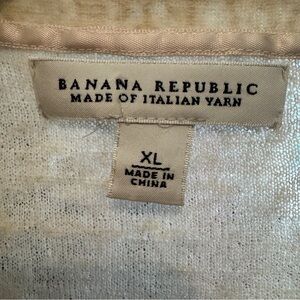 BANANA REPUBLIC
MADE OF ITALIAN YARN
XL
MADE IN
CHINA